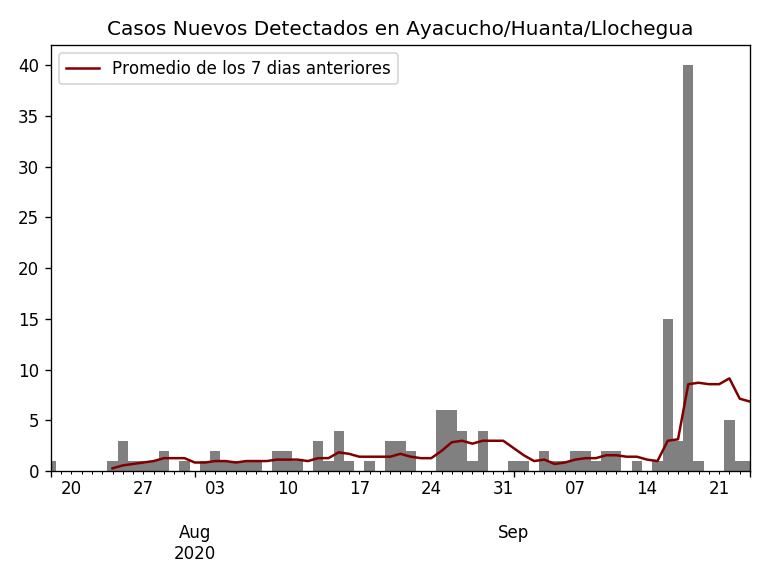 Casos Nuevos Detectados en Ayacucho/Huanta/Llochegua
Promedio de los 7 dias anteriores
40
35
30
25
20
15
10
5
0
20 27 03 10 17 24 31 07 14 21
Aug Sep
2020